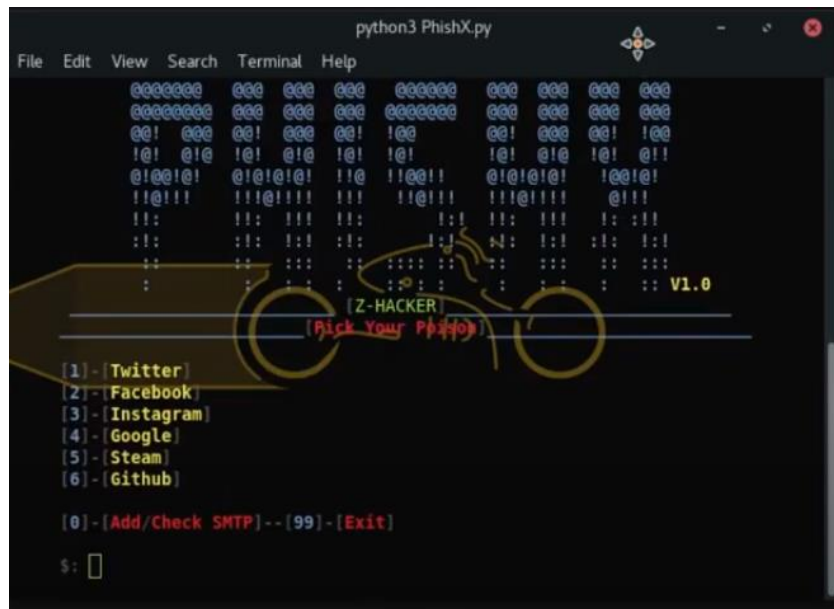 python3 PhishX.py
File Edit View Search Terminal Help
PHISHX
V1.0
[Z-HACKER]
[Pick Your Poison]
[1]-[Twitter]
[2]-[Facebook]
[3]-[Instagram]
[4]-[Google]
[5]-[Steam]
[6]-[Github]
[0]-[Add/Check SMTP]--[99]-[Exit]
$: